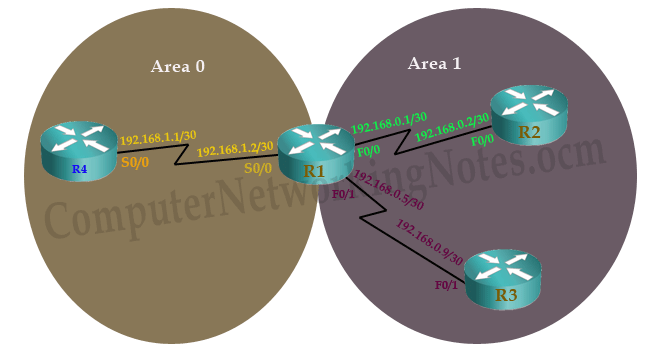 Area 0
Area 1
192.168.1.1/30
S0/0
R4
192.168.1.2/30
S0/0
R1
192.168.0.1/30
F0/0
192.168.0.2/30
F0/0
R2
192.168.0.5/30
F0/1
192.168.0.9/30
F0/1
R3
ComputerNetworkingNotes.ocm